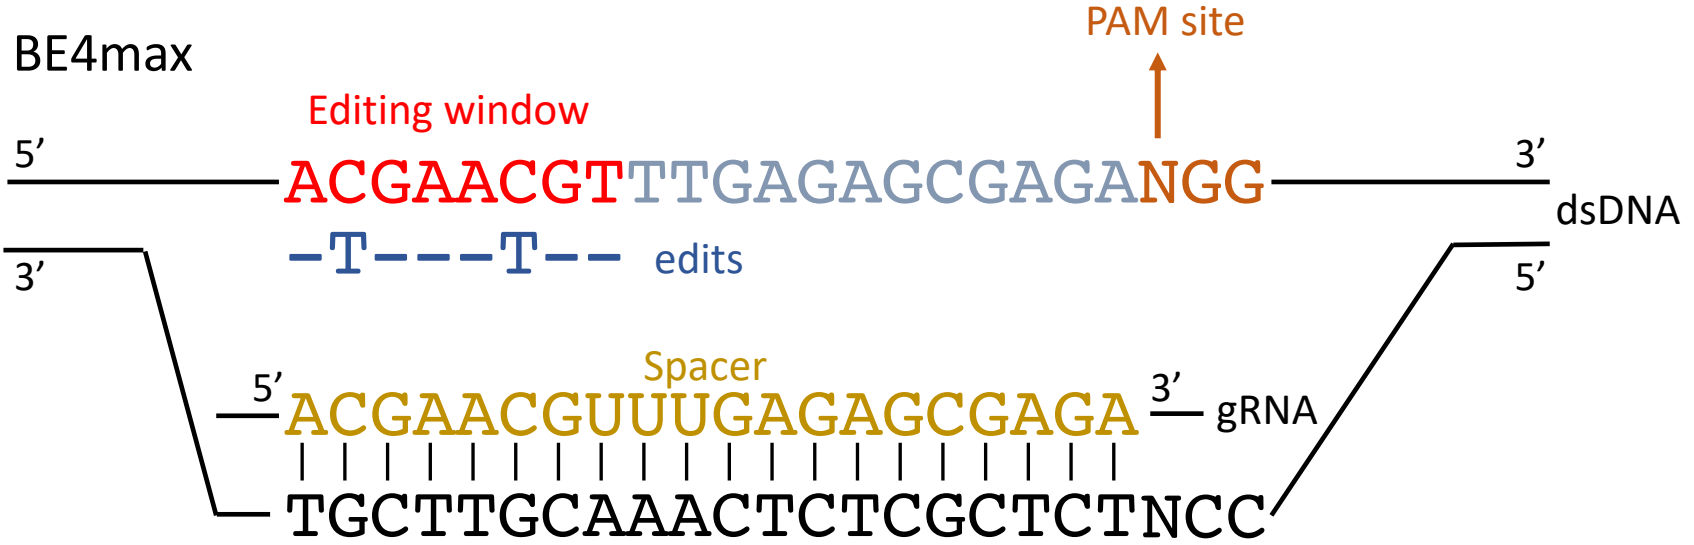 PAM site
BE4max
Editing window
5’ 3’
ACGAACGTTTGAGAGCGAGANGG
dsDNA
–T–––T–– edits
3’ 5’
Spacer
5’ ACGAACGUUUGAGAGCGAGA 3’ gRNA
TGCTTGCAAACTCTCGCTCTNCC